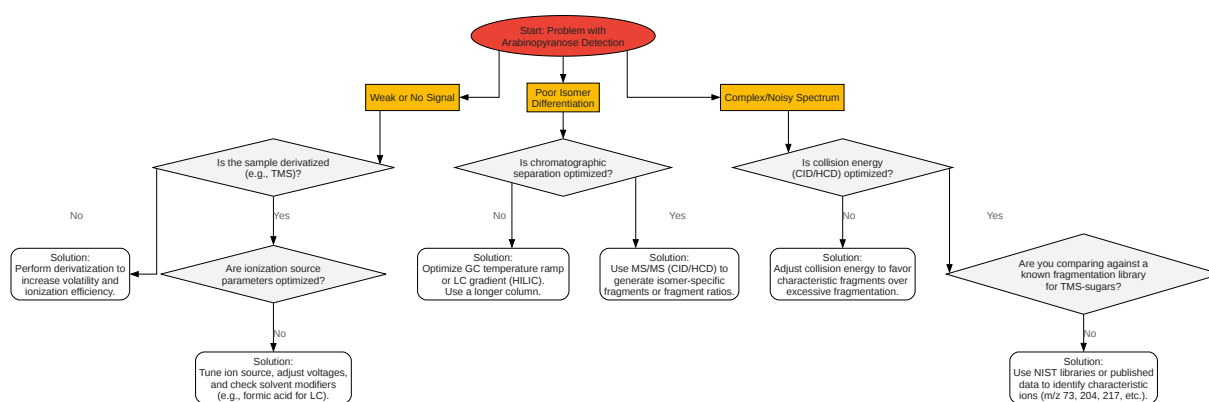 Start: Problem with
Arabinopyranose Detection
Weak or No Signal
Poor Isomer
Differentiation
Complex/Noisy Spectrum
Is the sample derivatized
(e.g., TMS)?
Is chromatographic
separation optimized?
Is collision energy
(CID/HCD) optimized?
No
Yes
No
Yes
No
Yes
Solution:
Perform derivatization to
increase volatility and
ionization efficiency.
Are ionization source
parameters optimized?
Solution:
Optimize GC temperature ramp
or LC gradient (HILIC).
Use a longer column.
Solution:
Use MS/MS (CID/HCD) to
generate isomer-specific
fragments or fragment ratios.
Solution:
Adjust collision energy to favor
characteristic fragments over
excessive fragmentation.
Are you comparing against a
known fragmentation library
for TMS-sugars?
No
No
Solution:
Tune ion source, adjust voltages,
and check solvent modifiers
(e.g., formic acid for LC).
Solution:
Use NIST libraries or published
data to identify characteristic
ions (m/z 73, 204, 217, etc.).